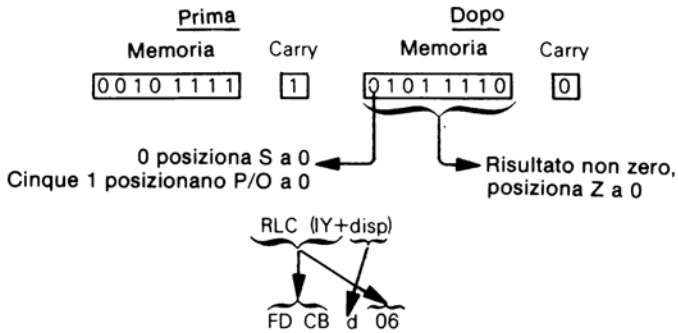 Prima Dopo
Memoria Carry Memoria Carry
0010 1111 1 0101 1110 0
0 posiziona S a 0
Cinque 1 posizionano P/O a 0
Risultato non zero,
posiziona Z a 0
RLC (IY+disp)
FD CB d 06